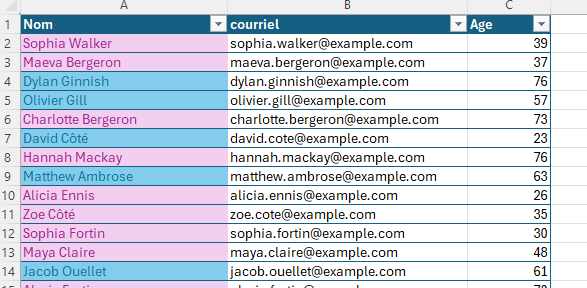 A B C
1 Nom courriel Age
2 Sophia Walker sophia.walker@example.com 39
3 Maeva Bergeron maeva.bergeron@example.com 37
4 Dylan Ginnish dylan.ginnish@example.com 76
5 Olivier Gill olivier.gill@example.com 57
6 Charlotte Bergeron charlotte.bergeron@example.com 73
7 David Côté david.cote@example.com 23
8 Hannah Mackay hannah.mackay@example.com 76
9 Matthew Ambrose matthew.ambrose@example.com 63
10 Alicia Ennis alicia.ennis@example.com 26
11 Zoe Côté zoe.cote@example.com 35
12 Sophia Fortin sophia.fortin@example.com 30
13 Maya Claire maya.claire@example.com 48
14 Jacob Ouellet jacob.ouellet@example.com 61